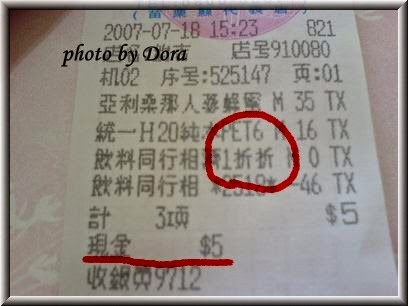 2007-07-18 15:23 821
店号910080
photo by Dora
机02 序号:525147 页:01
亞利桑那人蔘蜂蜜 M 35 TX
統一H2O純水PET6 M 16 TX
飲料同行相 1折折 M 0 TX
飲料同行相 *2518* -46 TX
計 3項 $5
現金 $5
收銀員9712